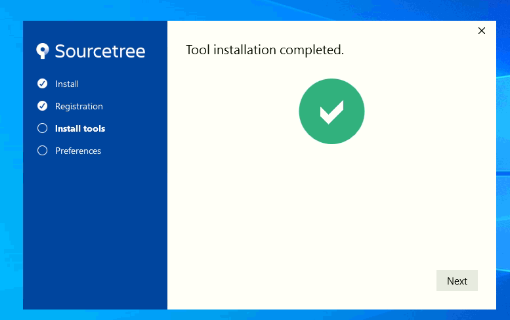 Sourcetree
Install
Registration
Install tools
Preferences
Tool installation completed.
Next